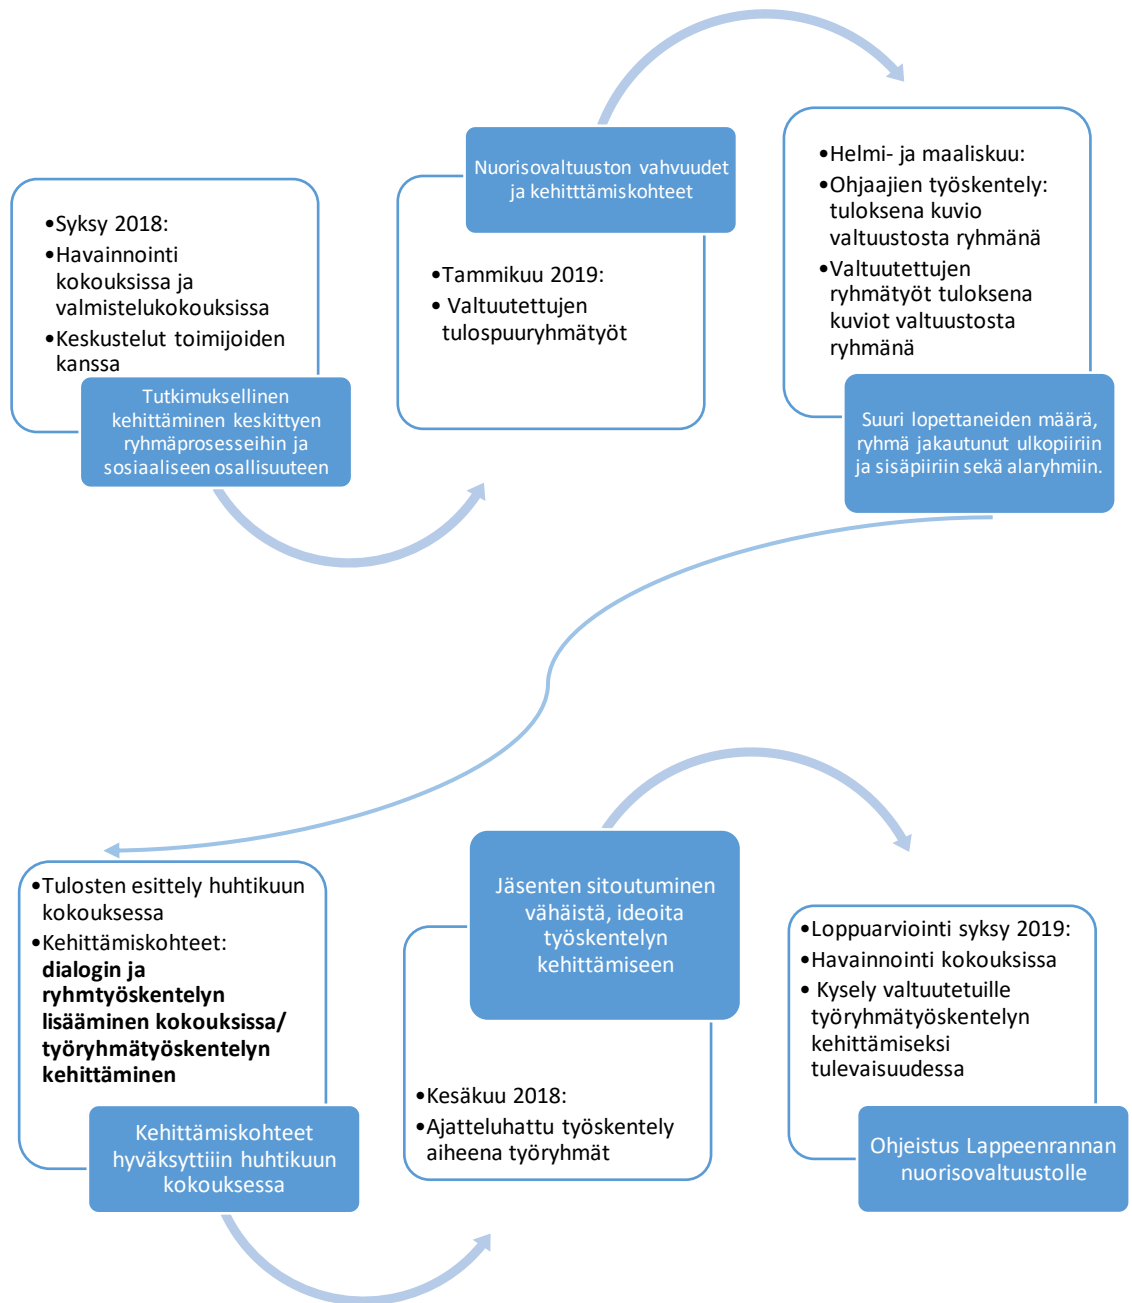 •Syksy 2018:
•Havainnointi
kokouksissa ja
valmistelukokouksissa
•Keskustelut toimijoiden
kanssa
Tutkimuksellinen
kehittäminen keskittyen
ryhmäprosesseihin ja
sosiaaliseen osallisuuteen
Nuorisovaltuuston vahvuudet
ja kehitttämiskohteet
•Tammikuu 2019:
• Valtuutettujen
tulospuuryhmätyöt
•Helmi- ja maaliskuu:
•Ohjaajien työskentely:
tuloksena kuvio
valtuustosta ryhmänä
•Valtuutettujen
ryhmätyöt tuloksena
kuviot valtuustosta
ryhmänä
Suuri lopettaneiden määrä,
ryhmä jakautunut ulkopiiriin
ja sisäpiiriin sekä alaryhmiin.
•Tulosten esittely huhtikuun
kokouksessa
•Kehittämiskohteet:
dialogin ja
ryhmtyöskentelyn
lisääminen kokouksissa/
työryhmätyöskentelyn
kehittäminen
Kehittämiskohteet
hyväksyttiiin huhtikuun
kokouksessa
Jäsenten sitoutuminen
vähäistä, ideoita
työskentelyn
kehittämiseen
•Kesäkuu 2018:
•Ajatteluhattu työskentely
aiheena työryhmät
•Loppuarviointi syksy 2019:
•Havainnointi kokouksissa
• Kysely valtuutetuille
työryhmätyöskentelyn
kehittämiseksi
tulevaisuudessa
Ohjeistus Lappeenrannan
nuorisovaltuustolle